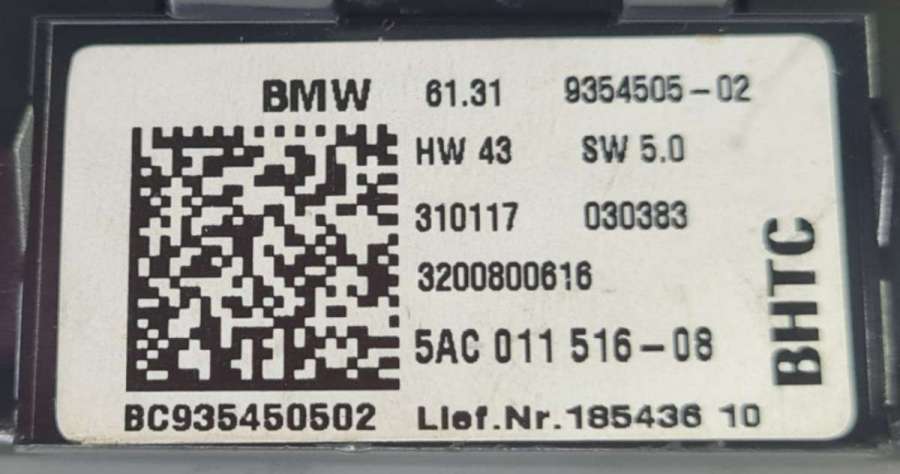 BMW 61.31 9354505-02
HW 43 SW 5.0
310117 030383
3200800616
5AC 011 516-08
BC935450502 Lief.Nr.185436 10
BHTC